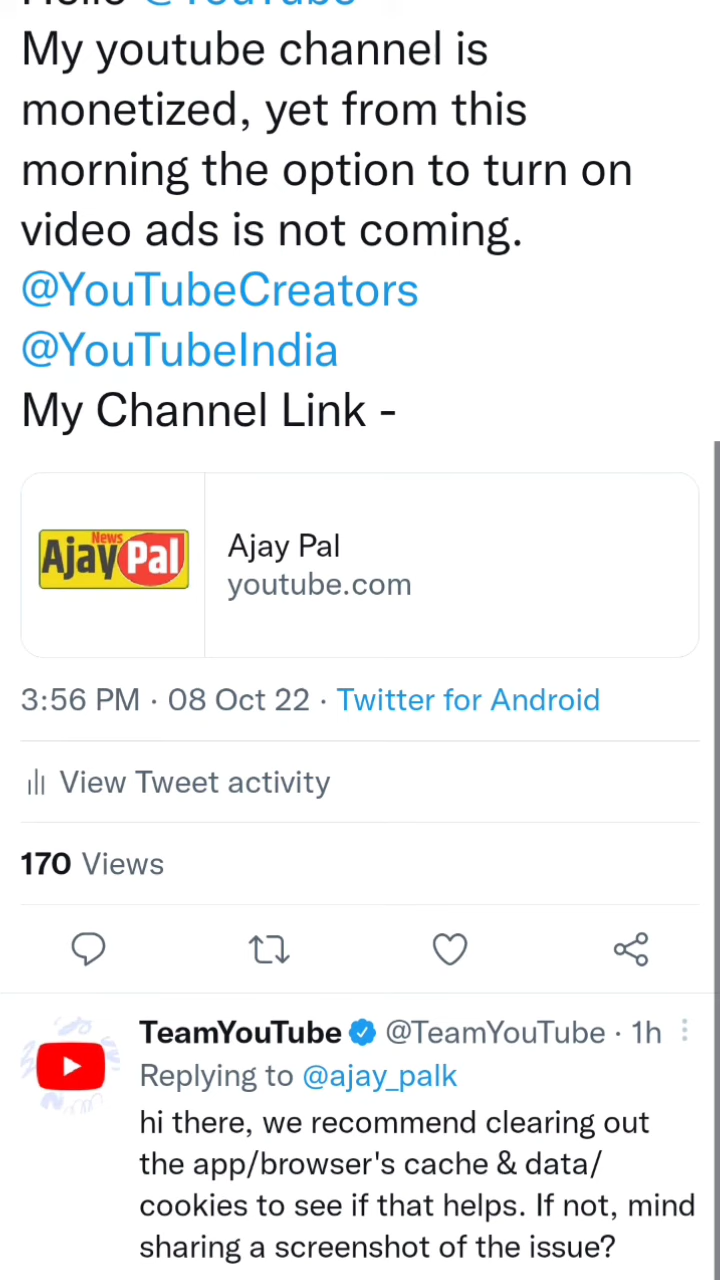 Hello @YouTube
My youtube channel is
monetized, yet from this
morning the option to turn on
video ads is not coming.
@YouTubeCreators
@YouTubeIndia
My Channel Link -
News
AjayPal
Ajay Pal
youtube.com
3:56 PM · 08 Oct 22 · Twitter for Android
View Tweet activity
170 Views
TeamYouTube @TeamYouTube · 1h
Replying to @ajay_palk
hi there, we recommend clearing out
the app/browser's cache & data/
cookies to see if that helps. If not, mind
sharing a screenshot of the issue?